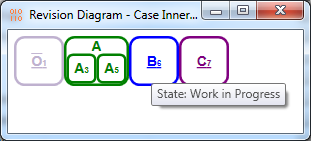 Revision Diagram - Case Inner...
O1 A B6 C7
A3 A5
State: Work in Progress